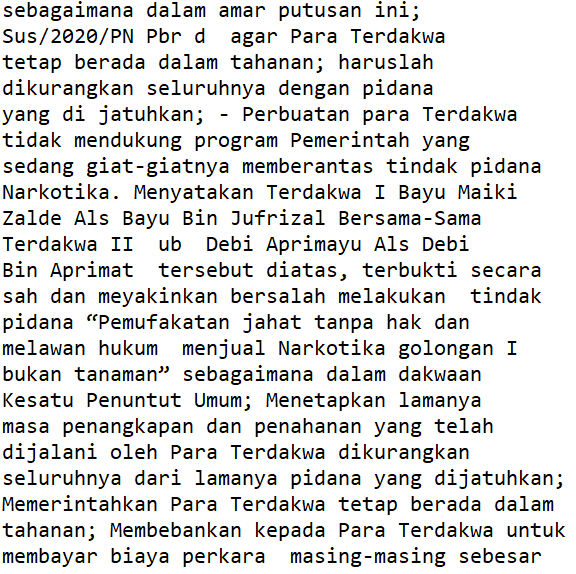 sebagaimana dalam amar putusan ini;
Sus/2020/PN Pbr d  agar Para Terdakwa
tetap berada dalam tahanan; haruslah
dikurangkan seluruhnya dengan pidana
yang di jatuhkan; - Perbuatan para Terdakwa
tidak mendukung program Pemerintah yang
sedang giat-giatnya memberantas tindak pidana
Narkotika. Menyatakan Terdakwa I Bayu Maiki
Zalde Als Bayu Bin Jufrizal Bersama-Sama
Terdakwa II  ub  Debi Aprimayu Als Debi
Bin Aprimat  tersebut diatas, terbukti secara
sah dan meyakinkan bersalah melakukan  tindak
pidana “Pemufakatan jahat tanpa hak dan
melawan hukum  menjual Narkotika golongan I
bukan tanaman” sebagaimana dalam dakwaan
Kesatu Penuntut Umum; Menetapkan lamanya
masa penangkapan dan penahanan yang telah
dijalani oleh Para Terdakwa dikurangkan
seluruhnya dari lamanya pidana yang dijatuhkan;
Memerintahkan Para Terdakwa tetap berada dalam
tahanan; Membebankan kepada Para Terdakwa untuk
membayar biaya perkara  masing-masing sebesar